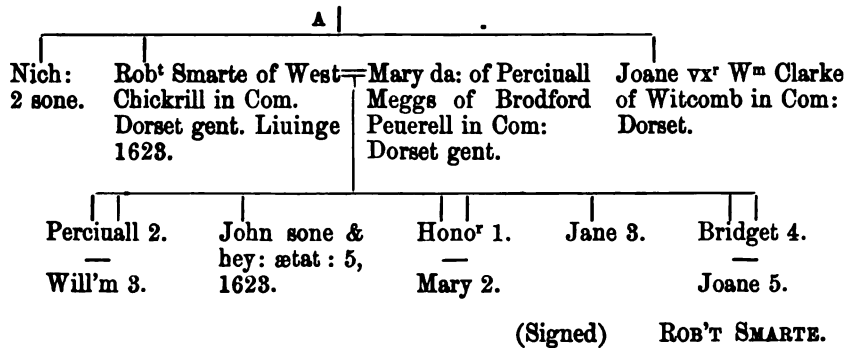 A
Nich:
2 sone.
Robᵗ Smarte of West
Chickrill in Com.
Dorset gent. Liuinge
1623.
Mary da: of Perciuall
Meggs of Brodford
Peuerell in Com:
Dorset gent.
Joane vxʳ Wᵐ Clarke
of Witcomb in Com:
Dorset.
Perciuall 2.
Will'm 3.
John sone &
hey: ætat: 5,
1623.
Honoʳ 1.
Mary 2.
Jane 3.
Bridget 4.
Joane 5.
(Signed) ROB'T SMARTE.